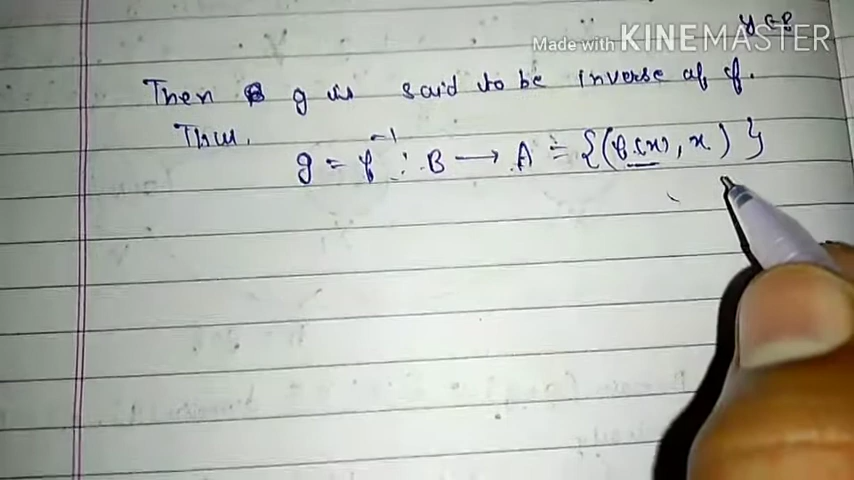 y ∈ B
Made with KINEMASTER
Then g is said to be inverse of f.
Thus,
g = f⁻¹ : B → A = {(f(x), x)}